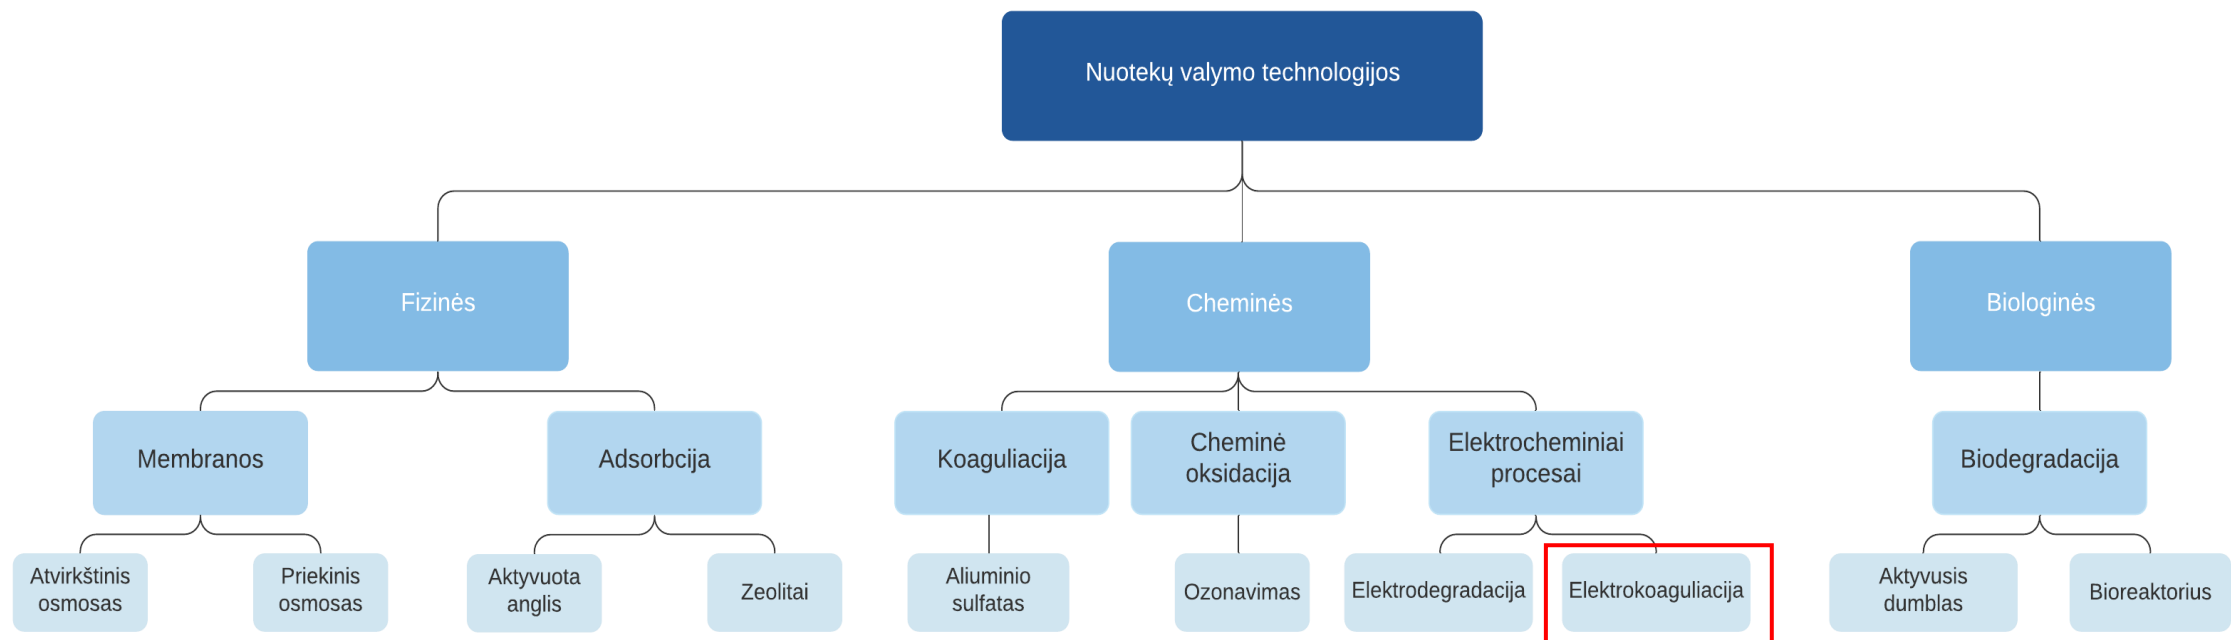 Nuotekų valymo technologijos
Fizinės
Cheminės
Biologinės
Membranos
Adsorbcija
Koaguliacija
Cheminė
oksidacija
Elektrocheminiai
procesai
Biodegradacija
Atvirkštinis
osmosas
Priekinis
osmosas
Aktyvuota
anglis
Zeolitai
Aliuminio
sulfatas
Ozonavimas
Elektrodegradacija
Elektrokoaguliacija
Aktyvusis
dumblas
Bioreaktorius